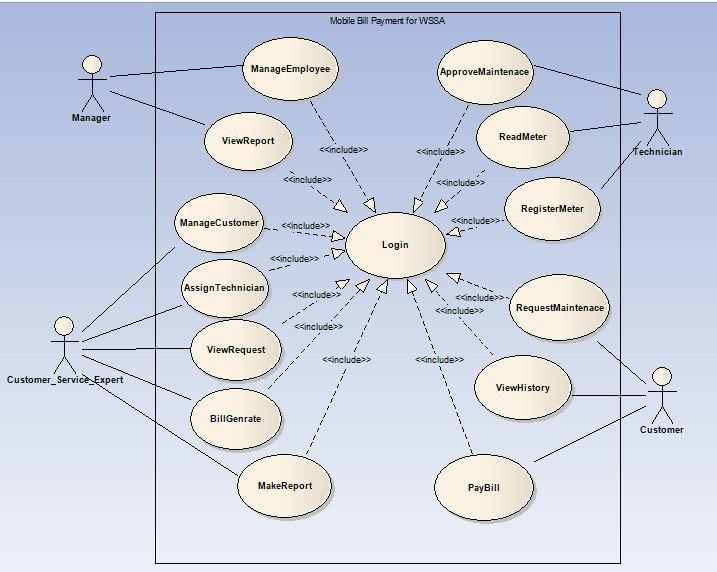 Mobile Bill Payment for WSSA
ManageEmployee
ApproveMaintenace
Manager
ViewReport
ReadMeter
Technician
<<include>>
<<include>>
<<include>>
<<include>>
ManageCustomer
RegisterMeter
<<include>>
<<include>>
Login
<<include>>
AssignTechnician
<<include>>
<<include>>
RequestMaintenace
<<include>>
<<include>>
ViewRequest
<<include>>
<<include>>
Customer_Service_Expert
ViewHistory
BillGenrate
Customer
MakeReport
PayBill